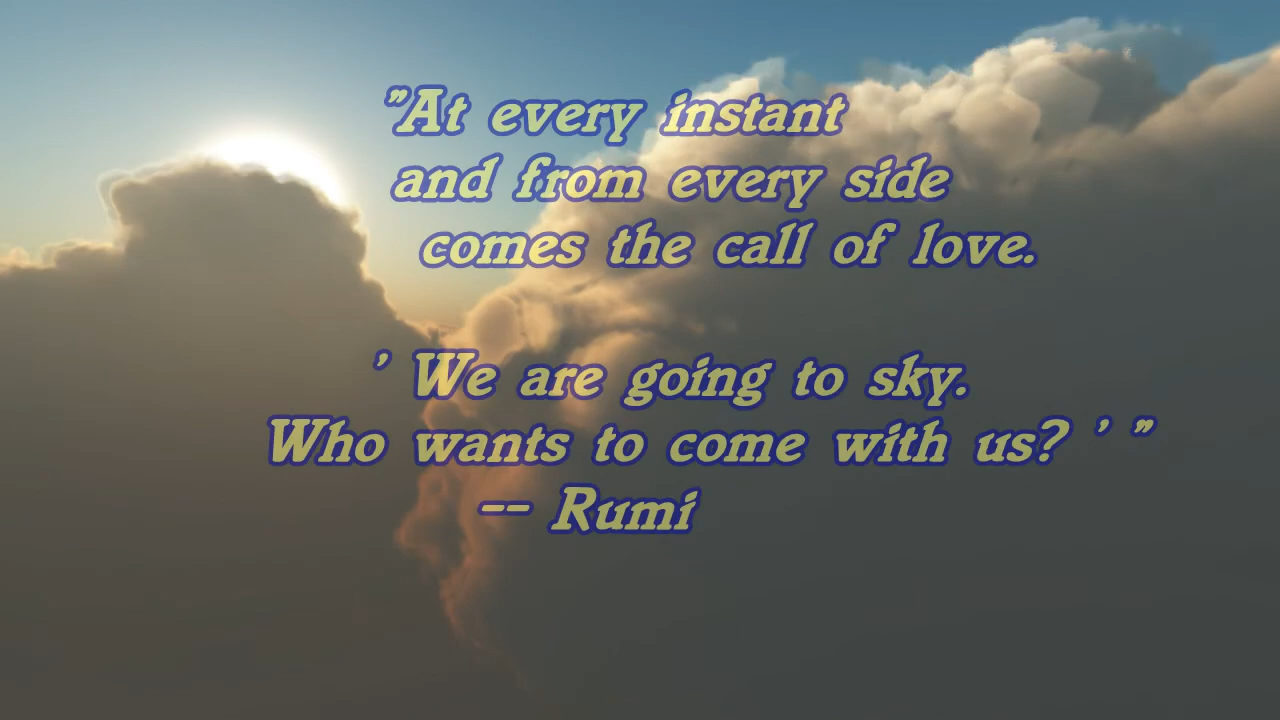 "At every instant
and from every side
comes the call of love.
' We are going to sky.
Who wants to come with us? ' "
-- Rumi